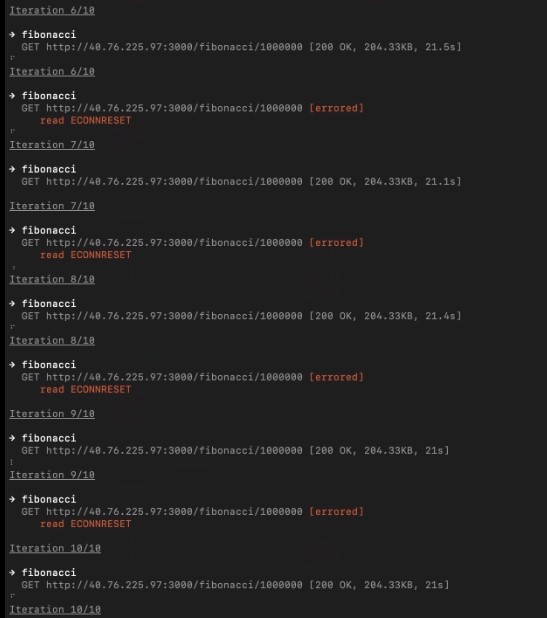 Iteration 6/10
→ fibonacci
GET http://40.76.225.97:3000/fibonacci/1000000 [200 OK, 204.33KB, 21.5s]
Iteration 6/10
→ fibonacci
GET http://40.76.225.97:3000/fibonacci/1000000 [errored]
read ECONNRESET
Iteration 7/10
→ fibonacci
GET http://40.76.225.97:3000/fibonacci/1000000 [200 OK, 204.33KB, 21.1s]
Iteration 7/10
→ fibonacci
GET http://40.76.225.97:3000/fibonacci/1000000 [errored]
read ECONNRESET
Iteration 8/10
→ fibonacci
GET http://40.76.225.97:3000/fibonacci/1000000 [200 OK, 204.33KB, 21.4s]
Iteration 8/10
→ fibonacci
GET http://40.76.225.97:3000/fibonacci/1000000 [errored]
read ECONNRESET
Iteration 9/10
→ fibonacci
GET http://40.76.225.97:3000/fibonacci/1000000 [200 OK, 204.33KB, 21s]
Iteration 9/10
→ fibonacci
GET http://40.76.225.97:3000/fibonacci/1000000 [errored]
read ECONNRESET
Iteration 10/10
→ fibonacci
GET http://40.76.225.97:3000/fibonacci/1000000 [200 OK, 204.33KB, 21s]
Iteration 10/10